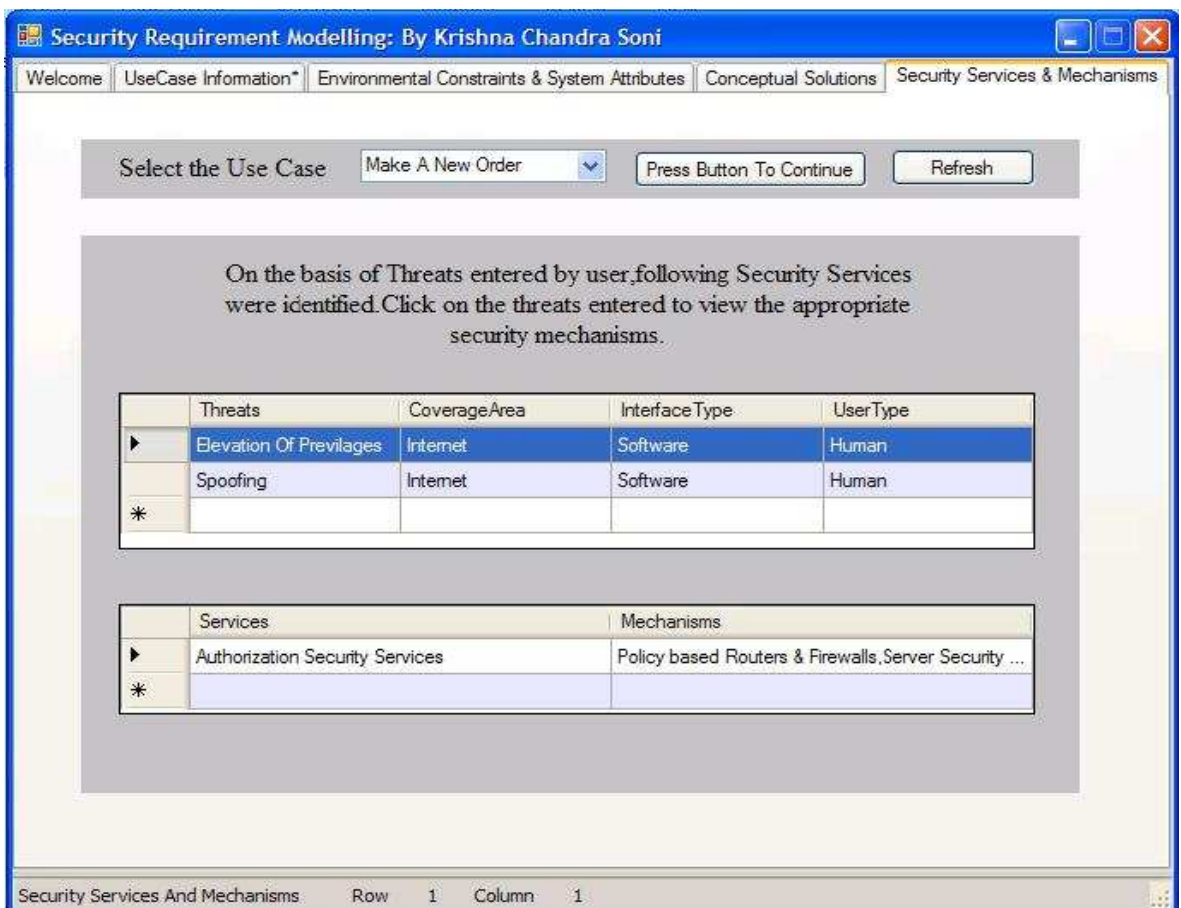 Security Requirement Modelling: By Krishna Chandra Soni
Welcome UseCase Information* Environmental Constraints & System Attributes Conceptual Solutions Security Services & Mechanisms
Select the Use Case Make A New Order Press Button To Continue Refresh
On the basis of Threats entered by user,following Security Services
were identified.Click on the threats entered to view the appropriate
security mechanisms.
Threats CoverageArea InterfaceType UserType
Elevation Of Previlages Internet Software Human
Spoofing Internet Software Human
Services Mechanisms
Authorization Security Services Policy based Routers & Firewalls,Server Security ...
Security Services And Mechanisms Row 1 Column 1